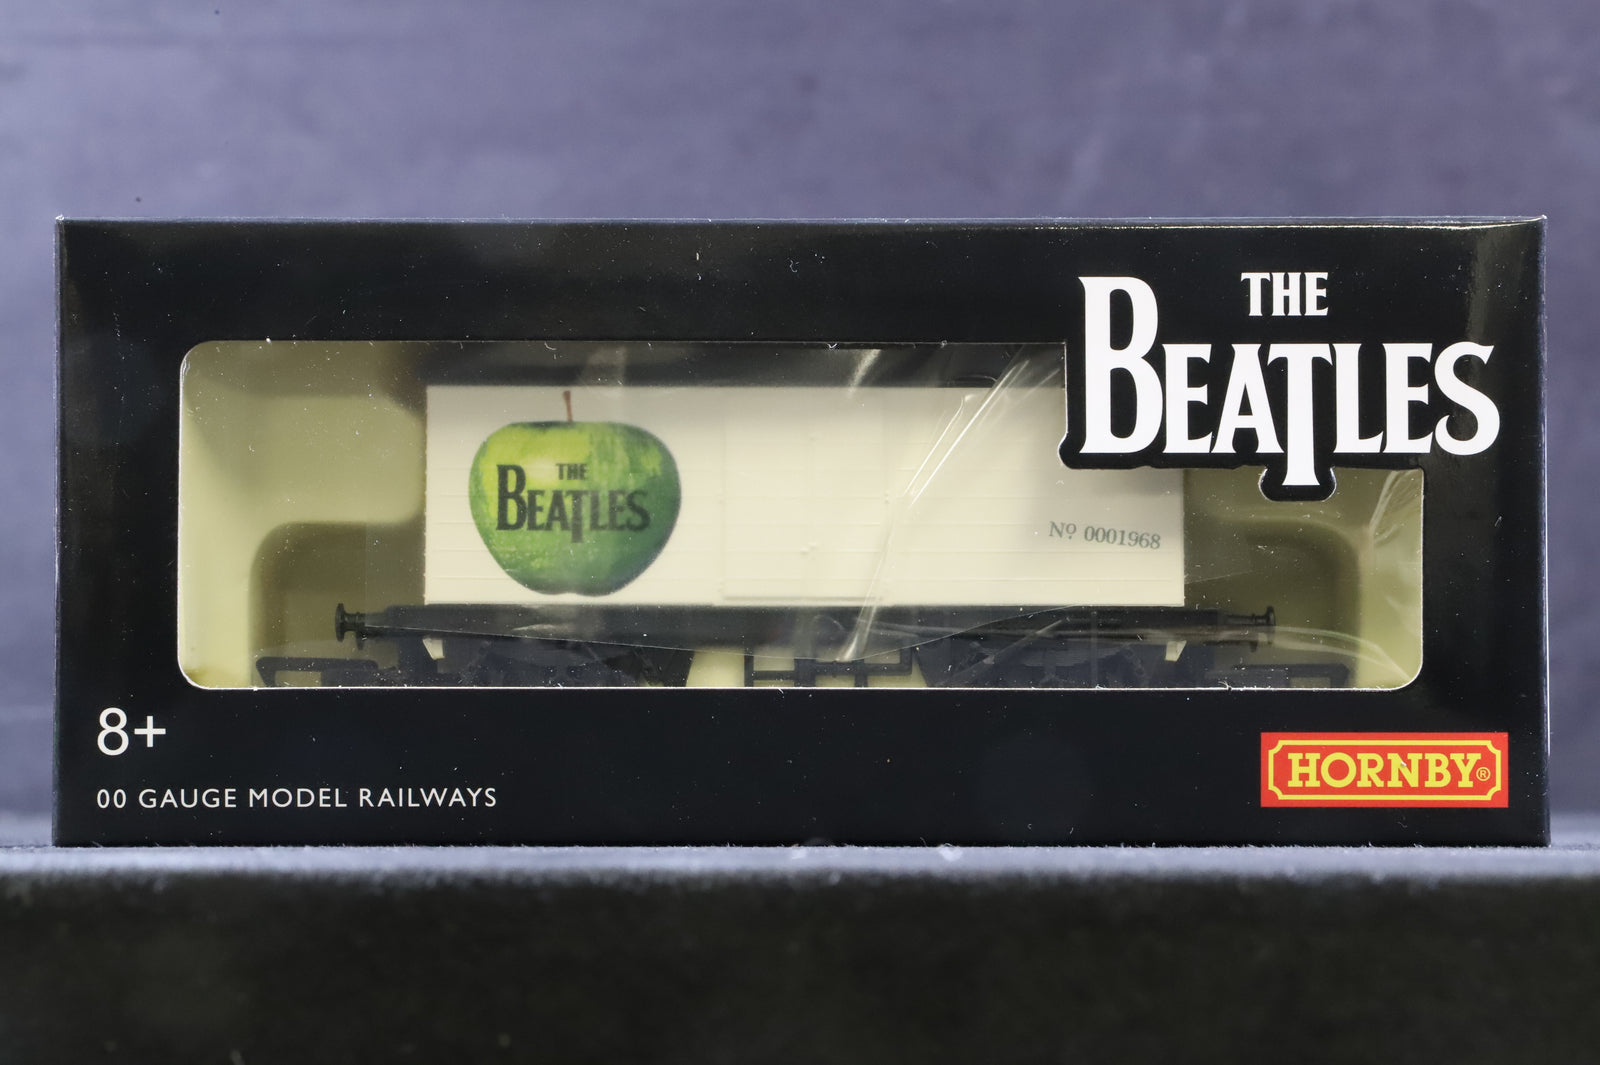 THE
BEATLES
THE
BEATLES
Nº 0001968
8+
00 GAUGE MODEL RAILWAYS
HORNBY®